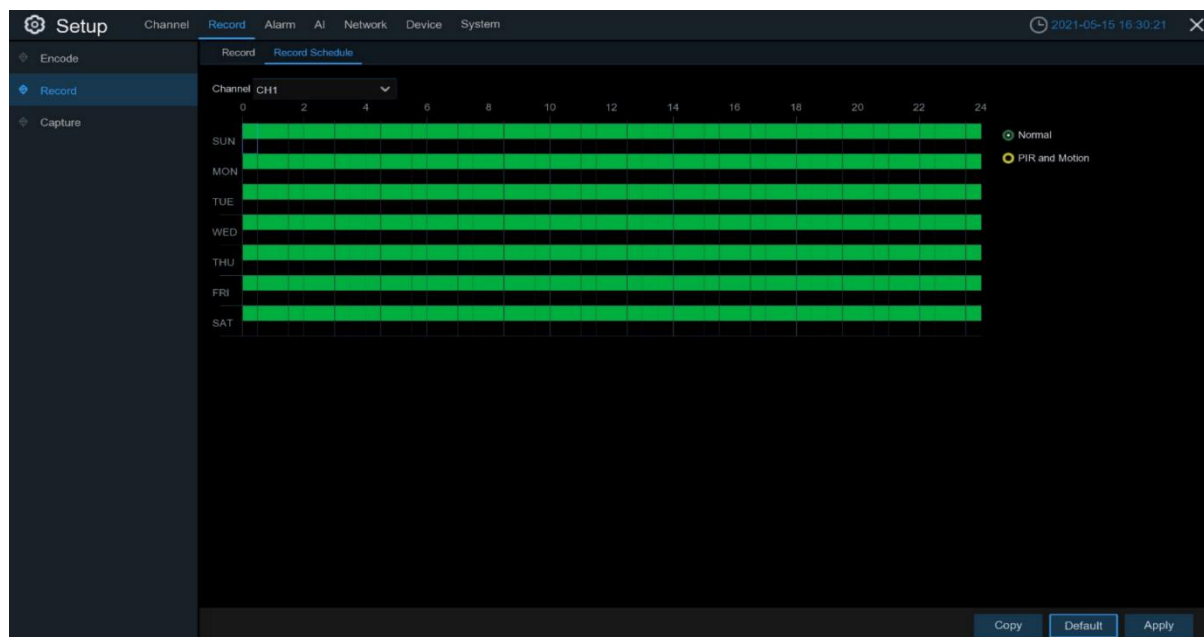 Setup Channel Record Alarm AI Network Device System 2021-05-15 16:30:21
Encode
Record
Capture
Record Record Schedule
Channel CH1
0 2 4 6 8 10 12 14 16 18 20 22 24
SUN
MON
TUE
WED
THU
FRI
SAT
Normal
PIR and Motion
Copy Default Apply